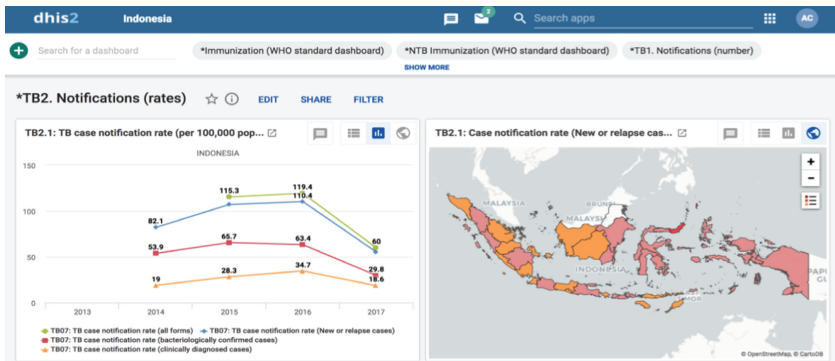 dhis2 Indonesia 3 Search apps AC
Search for a dashboard *Immunization (WHO standard dashboard) *NTB Immunization (WHO standard dashboard) *TB1. Notifications (number)
SHOW MORE
*TB2. Notifications (rates) EDIT SHARE FILTER
TB2.1: TB case notification rate (per 100,000 pop...
INDONESIA
150
100
50
0
115.3
119.4
110.4
82.1
53.9
65.7
63.4
60
29.8
19
28.3
34.7
18.6
2013 2014 2015 2016 2017
TB07: TB case notification rate (all forms) TB07: TB case notification rate (New or relapse cases)
TB07: TB case notification rate (bacteriologically confirmed cases)
TB07: TB case notification rate (clinically diagnosed cases)
TB2.1: Case notification rate (New or relapse cas...
+
-
MALAYSIA
BRUN
MALAYSI
INDONESIA
PAP
GU
MOR
© OpenStreetMap, © CartoDB